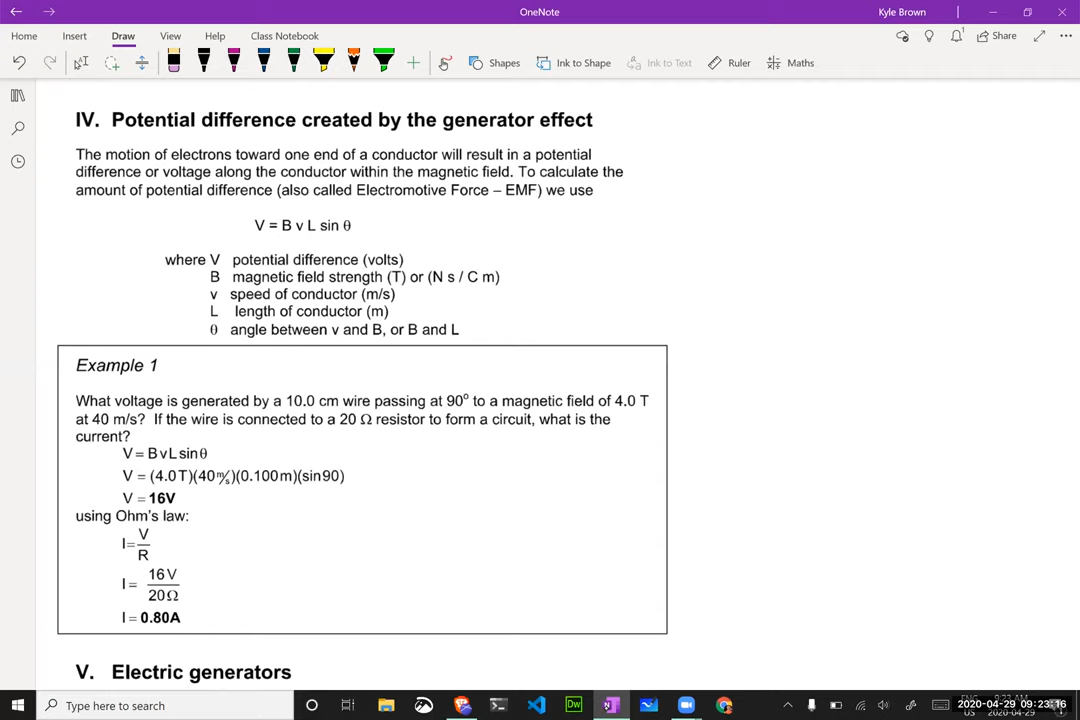 OneNote
Kyle Brown
Home Insert Draw View Help Class Notebook
Share
Shapes Ink to Shape Ink to Text Ruler Maths
IV. Potential difference created by the generator effect
The motion of electrons toward one end of a conductor will result in a potential
difference or voltage along the conductor within the magnetic field. To calculate the
amount of potential difference (also called Electromotive Force – EMF) we use
V = B v L sin θ
where V potential difference (volts)
B magnetic field strength (T) or (N s / C m)
v speed of conductor (m/s)
L length of conductor (m)
θ angle between v and B, or B and L
Example 1
What voltage is generated by a 10.0 cm wire passing at 90° to a magnetic field of 4.0 T
at 40 m/s? If the wire is connected to a 20 Ω resistor to form a circuit, what is the
current?
V = B v L sin θ
V = (4.0T)(40 m/s)(0.100m)(sin90)
V = 16V
using Ohm's law:
I = V/R
I = 16V/20Ω
I = 0.80A
V. Electric generators
Type here to search
Dw
2020-04-29 09:23:16